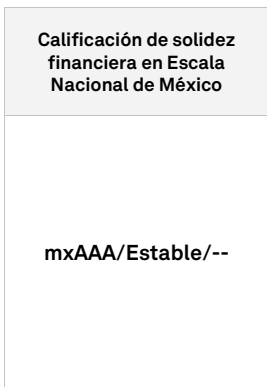 Calificación de solidez
financiera en Escala
Nacional de México
mxAAA/Estable/--